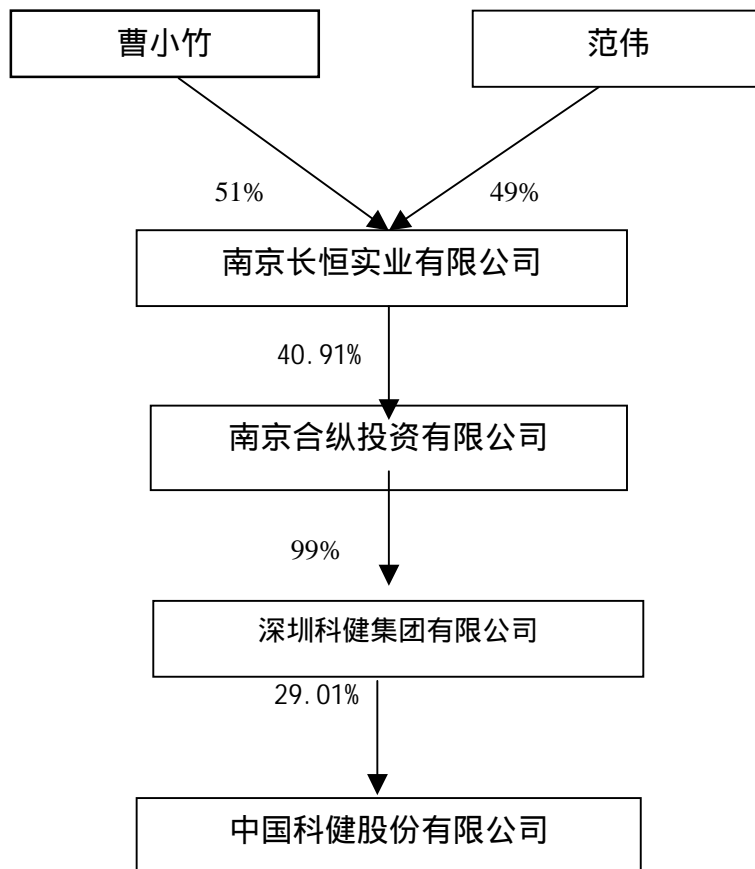 曹小竹
范伟
51%
49%
南京长恒实业有限公司
40.91%
南京合纵投资有限公司
99%
深圳科健集团有限公司
29.01%
中国科健股份有限公司